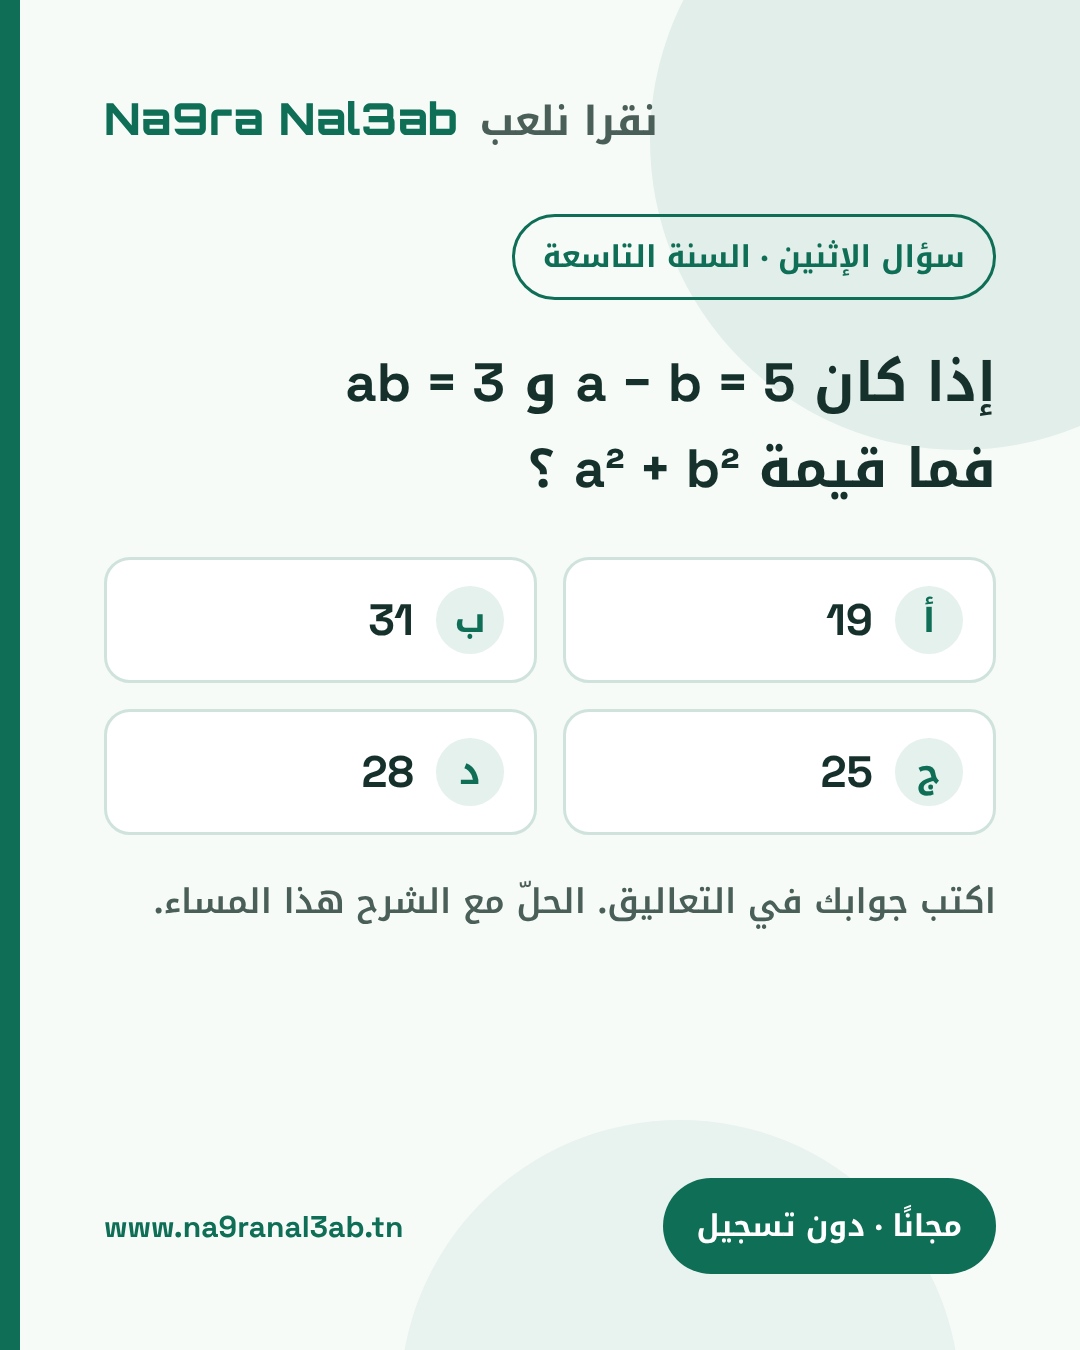 Na9ra Nal3ab نقرا نلعب
سؤال الإثنين · السنة التاسعة
إذا كان a − b = 5 و ab = 3
فما قيمة a² + b² ؟
أ 19
ب 31
ج 25
د 28
اكتب جوابك في التعاليق. الحلّ مع الشرح هذا المساء.
مجانًا · دون تسجيل
www.na9ranal3ab.tn